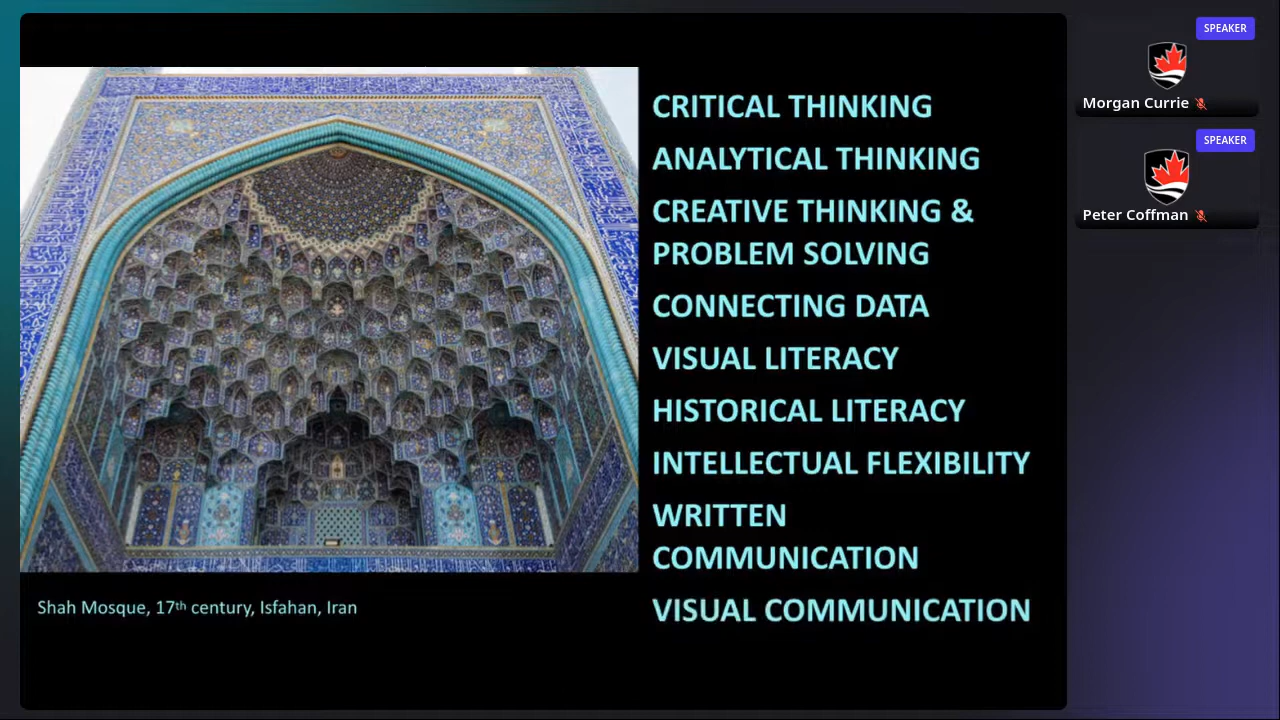 CRITICAL THINKING
ANALYTICAL THINKING
CREATIVE THINKING &
PROBLEM SOLVING
CONNECTING DATA
VISUAL LITERACY
HISTORICAL LITERACY
INTELLECTUAL FLEXIBILITY
WRITTEN
COMMUNICATION
VISUAL COMMUNICATION
Shah Mosque, 17th century, Isfahan, Iran
SPEAKER
Morgan Currie
SPEAKER
Peter Coffman